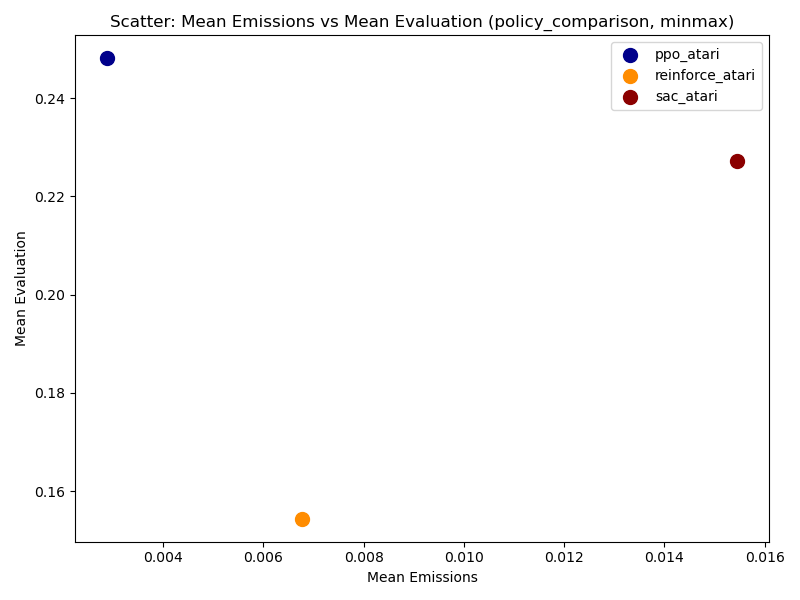 Scatter: Mean Emissions vs Mean Evaluation (policy_comparison, minmax)
ppo_atari
reinforce_atari
sac_atari
Mean Evaluation
0.24
0.22
0.20
0.18
0.16
0.004 0.006 0.008 0.010 0.012 0.014 0.016
Mean Emissions